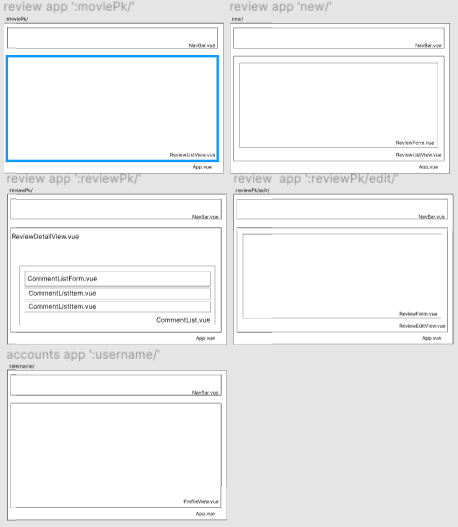 review app ':moviePk/'
:moviePk/
NavBar.vue
ReviewListView.vue
App.vue
review app 'new/'
new/
NavBar.vue
ReviewForm.vue
ReviewListView.vue
App.vue
review app ':reviewPk/'
:reviewPk/
NavBar.vue
ReviewDetailView.vue
CommentListForm.vue
CommentListItem.vue
CommentListItem.vue
CommentList.vue
App.vue
review app ':reviewPk/edit/'
:reviewPk/edit/
NavBar.vue
ReviewForm.vue
ReviewEditView.vue
App.vue
accounts app ':username/'
:username/
NavBar.vue
ProfileView.vue
App.vue